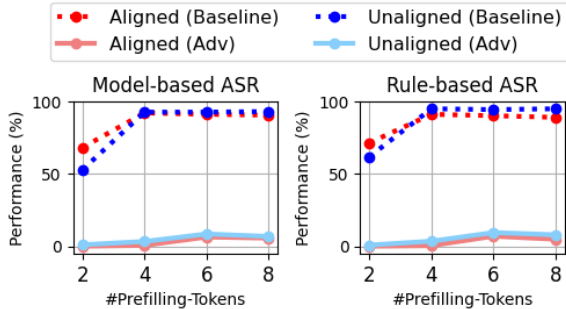 Aligned (Baseline) Unaligned (Baseline)
Aligned (Adv) Unaligned (Adv)
Model-based ASR Rule-based ASR
100 100
50 50
0 0
Performance (%) Performance (%)
2 4 6 8 2 4 6 8
#Prefilling-Tokens #Prefilling-Tokens